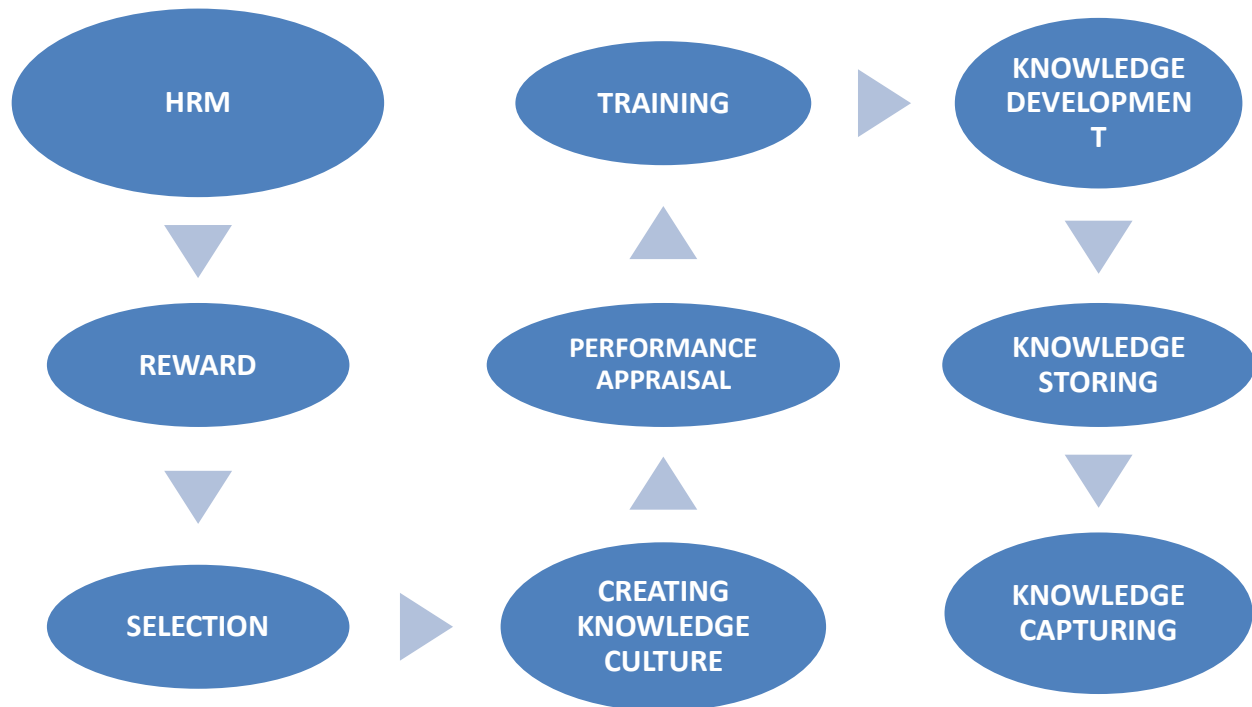 HRM
REWARD
SELECTION
CREATING
KNOWLEDGE
CULTURE
PERFORMANCE
APPRAISAL
TRAINING
KNOWLEDGE
DEVELOPMEN
T
KNOWLEDGE
STORING
KNOWLEDGE
CAPTURING